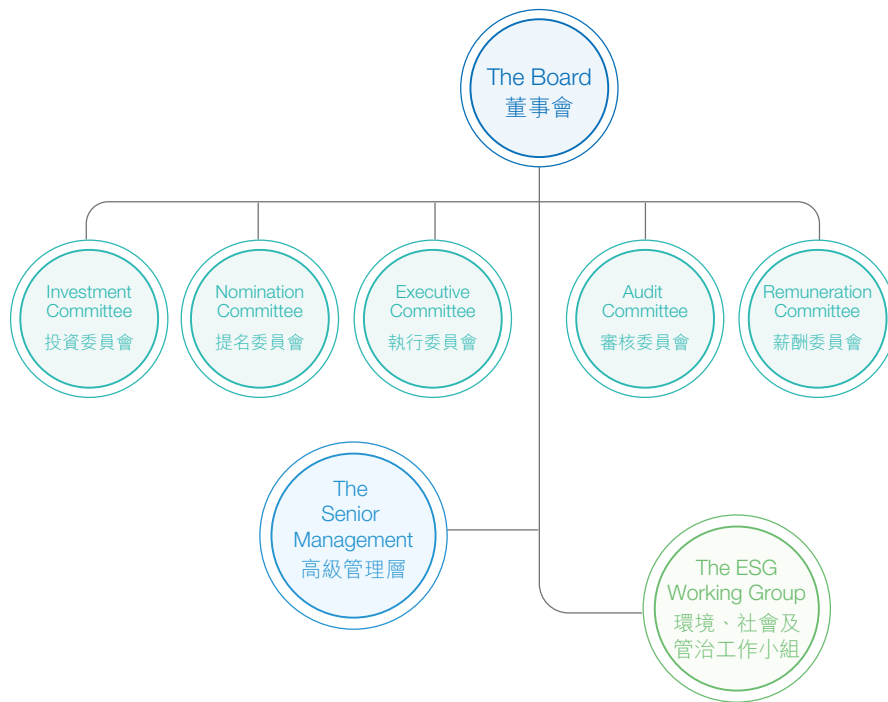 The Board
董事會
Investment
Committee
投資委員會
Nomination
Committee
提名委員會
Executive
Committee
執行委員會
Audit
Committee
審核委員會
Remuneration
Committee
薪酬委員會
The
Senior
Management
高級管理層
The ESG
Working Group
環境、社會及
管治工作小組